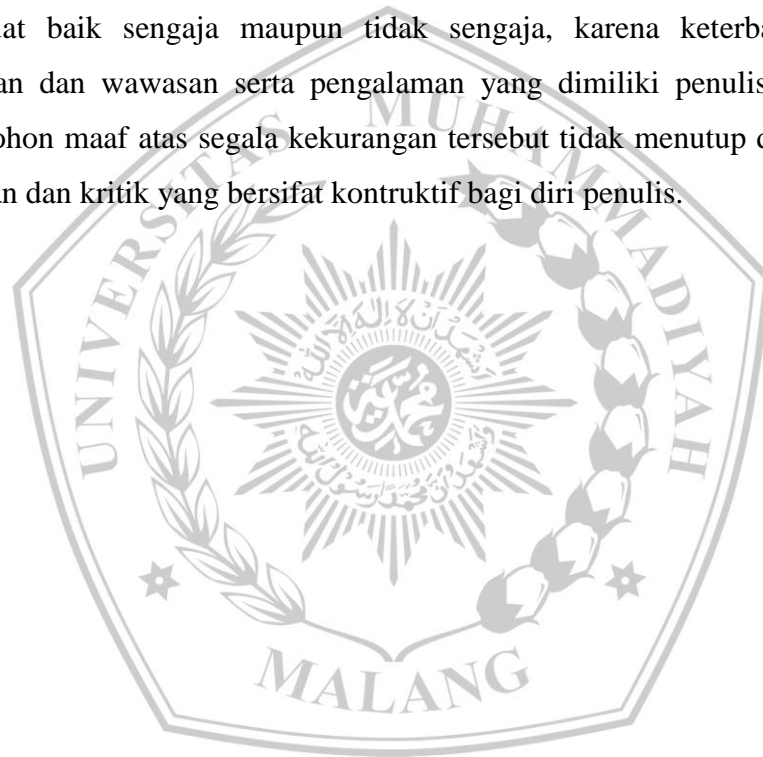 uat baik sengaja maupun tidak sengaja, karena keterba
an dan wawasan serta pengalaman yang dimiliki penulis
ohon maaf atas segala kekurangan tersebut tidak menutup d
an dan kritik yang bersifat kontruktif bagi diri penulis.
UNIVERSITAS MUHAMMADIYAH
MALANG